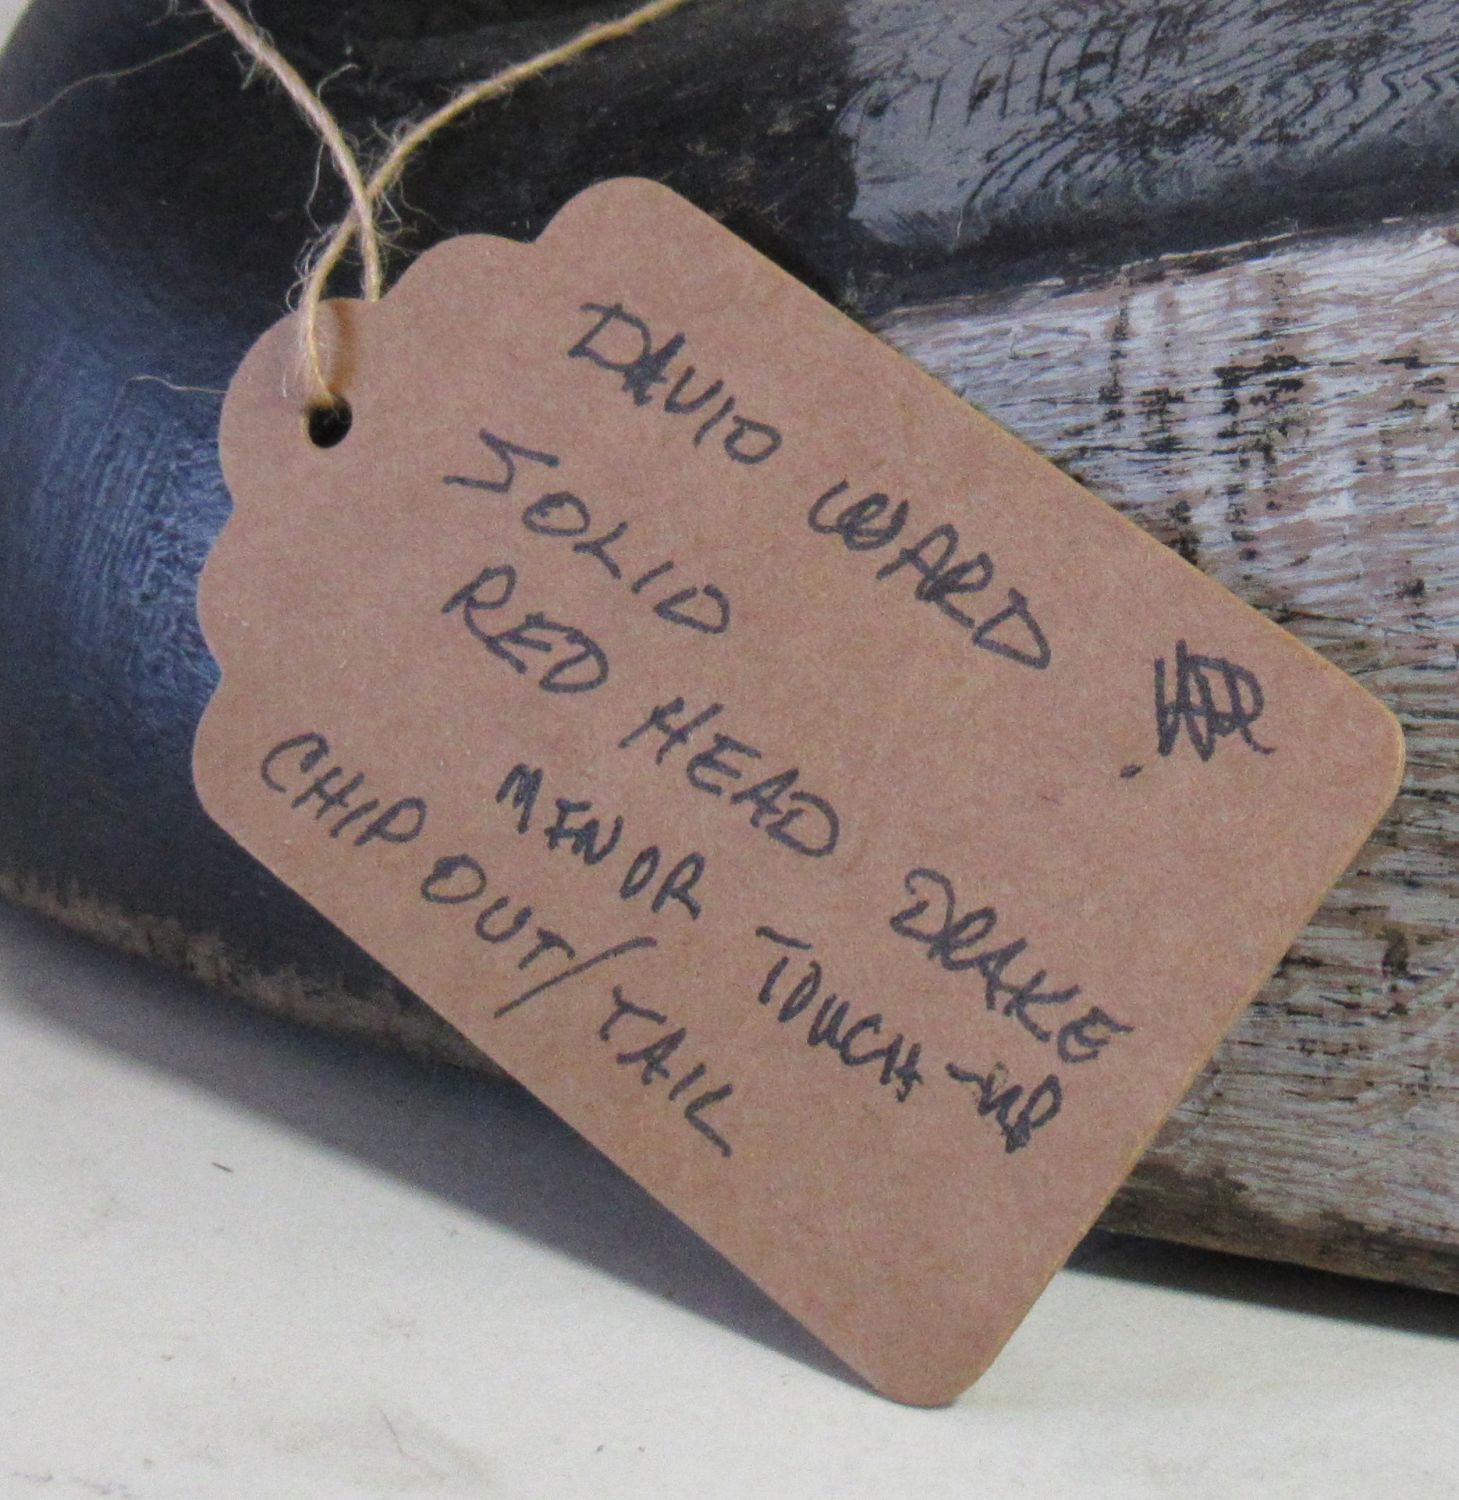 DAVID WARD
SOLID
RED HEAD DRAKE
MINOR TOUCH-UP
CHIP OUT/TAIL